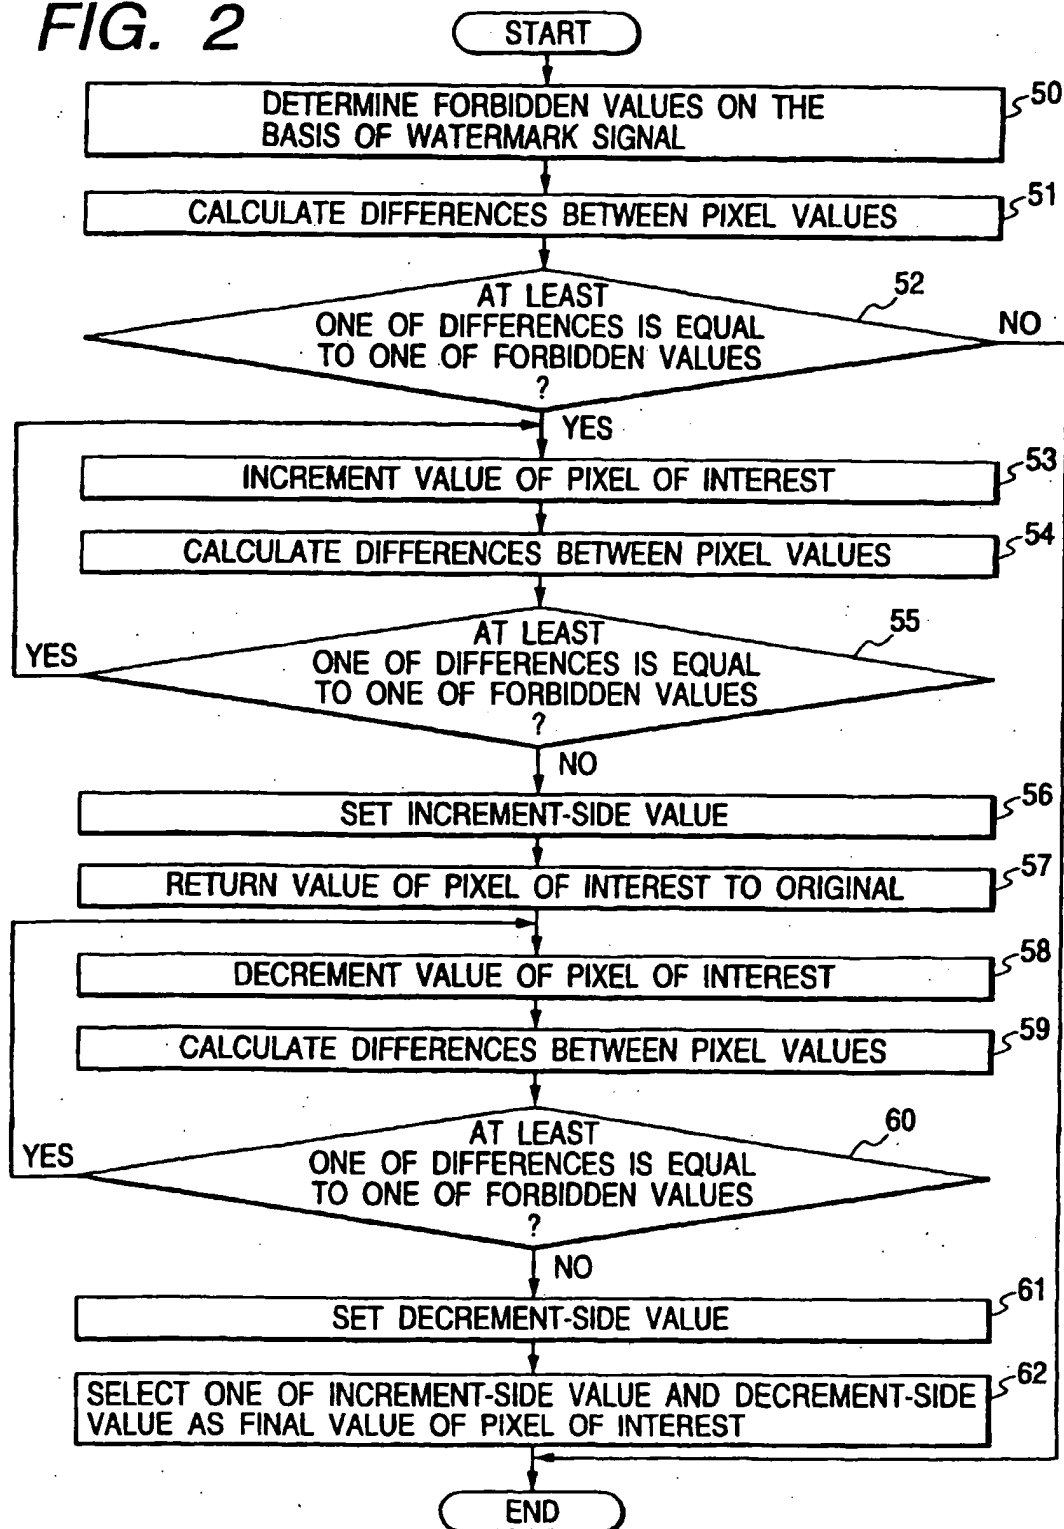 FIG. 2
START
DETERMINE FORBIDDEN VALUES ON THE
BASIS OF WATERMARK SIGNAL
50
CALCULATE DIFFERENCES BETWEEN PIXEL VALUES
51
AT LEAST
ONE OF DIFFERENCES IS EQUAL
TO ONE OF FORBIDDEN VALUES
?
52
NO
YES
INCREMENT VALUE OF PIXEL OF INTEREST
53
CALCULATE DIFFERENCES BETWEEN PIXEL VALUES
54
AT LEAST
ONE OF DIFFERENCES IS EQUAL
TO ONE OF FORBIDDEN VALUES
?
55
YES
NO
SET INCREMENT-SIDE VALUE
56
RETURN VALUE OF PIXEL OF INTEREST TO ORIGINAL
57
DECREMENT VALUE OF PIXEL OF INTEREST
58
CALCULATE DIFFERENCES BETWEEN PIXEL VALUES
59
AT LEAST
ONE OF DIFFERENCES IS EQUAL
TO ONE OF FORBIDDEN VALUES
?
60
YES
NO
SET DECREMENT-SIDE VALUE
61
SELECT ONE OF INCREMENT-SIDE VALUE AND DECREMENT-SIDE
VALUE AS FINAL VALUE OF PIXEL OF INTEREST
62
END